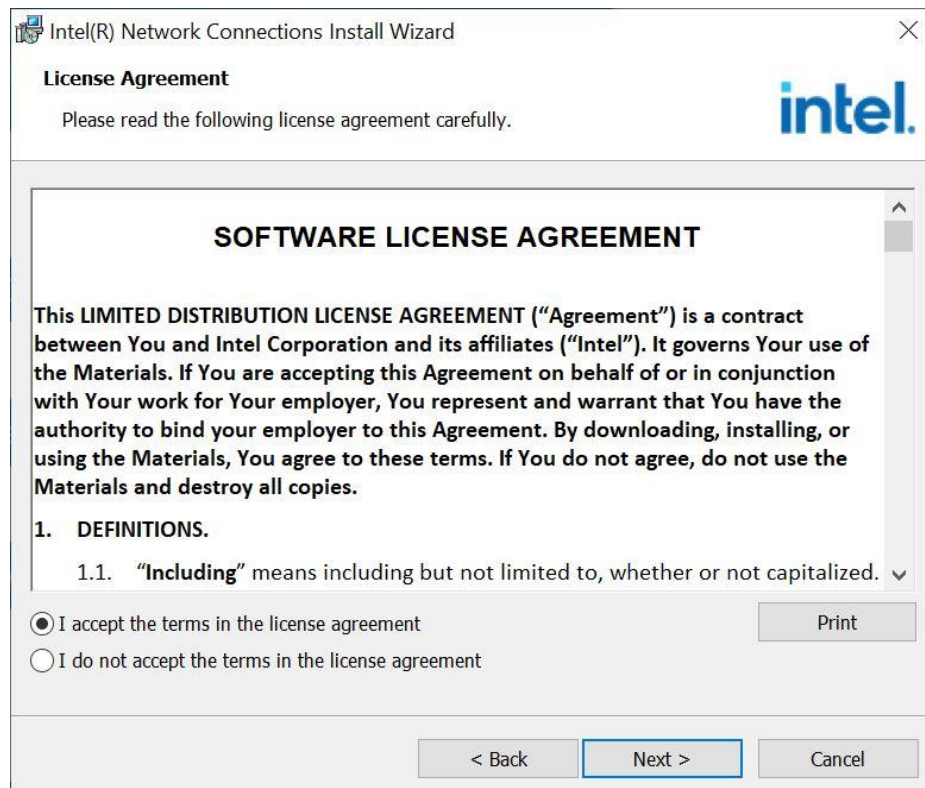 Intel(R) Network Connections Install Wizard
License Agreement
Please read the following license agreement carefully.
intel.
SOFTWARE LICENSE AGREEMENT
This LIMITED DISTRIBUTION LICENSE AGREEMENT (“Agreement”) is a contract
between You and Intel Corporation and its affiliates (“Intel”). It governs Your use of
the Materials. If You are accepting this Agreement on behalf of or in conjunction
with Your work for Your employer, You represent and warrant that You have the
authority to bind your employer to this Agreement. By downloading, installing, or
using the Materials, You agree to these terms. If You do not agree, do not use the
Materials and destroy all copies.
1. DEFINITIONS.
1.1. “Including” means including but not limited to, whether or not capitalized.
I accept the terms in the license agreement
Print
I do not accept the terms in the license agreement
< Back
Next >
Cancel